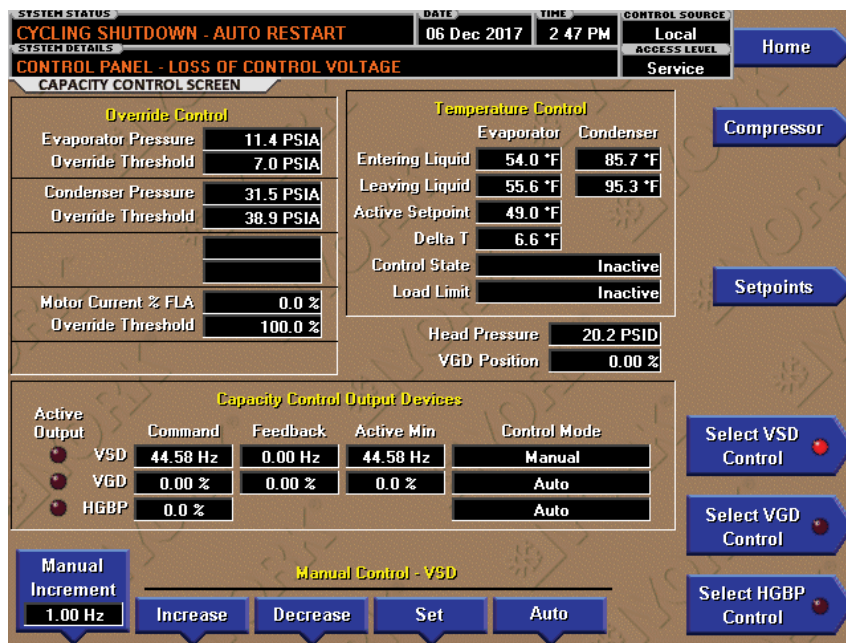 SYSTEM STATUS
CYCLING SHUTDOWN - AUTO RESTART
DATE
06 Dec 2017
TIME
2 47 PM
CONTROL SOURCE
Local
SYSTEM DETAILS
CONTROL PANEL - LOSS OF CONTROL VOLTAGE
ACCESS LEVEL
Service
Home
CAPACITY CONTROL SCREEN
Override Control
Evaporator Pressure 11.4 PSIA
Override Threshold 7.0 PSIA
Condenser Pressure 31.5 PSIA
Override Threshold 38.9 PSIA
Motor Current % FLA 0.0 %
Override Threshold 100.0 %
Temperature Control
Evaporator Condenser
Entering Liquid 54.0 °F 85.7 °F
Leaving Liquid 55.6 °F 95.3 °F
Active Setpoint 49.0 °F
Delta T 6.6 °F
Control State Inactive
Load Limit Inactive
Head Pressure 20.2 PSID
VGD Position 0.00 %
Compressor
Setpoints
Capacity Control Output Devices
Active
Output Command Feedback Active Min Control Mode
VSD 44.58 Hz 0.00 Hz 44.58 Hz Manual
VGD 0.00 % 0.00 % 0.0 % Auto
HGBP 0.0 % Auto
Select VSD
Control
Select VGD
Control
Select HGBP
Control
Manual
Increment
1.00 Hz
Manual Control - VSD
Increase Decrease Set Auto
YORK